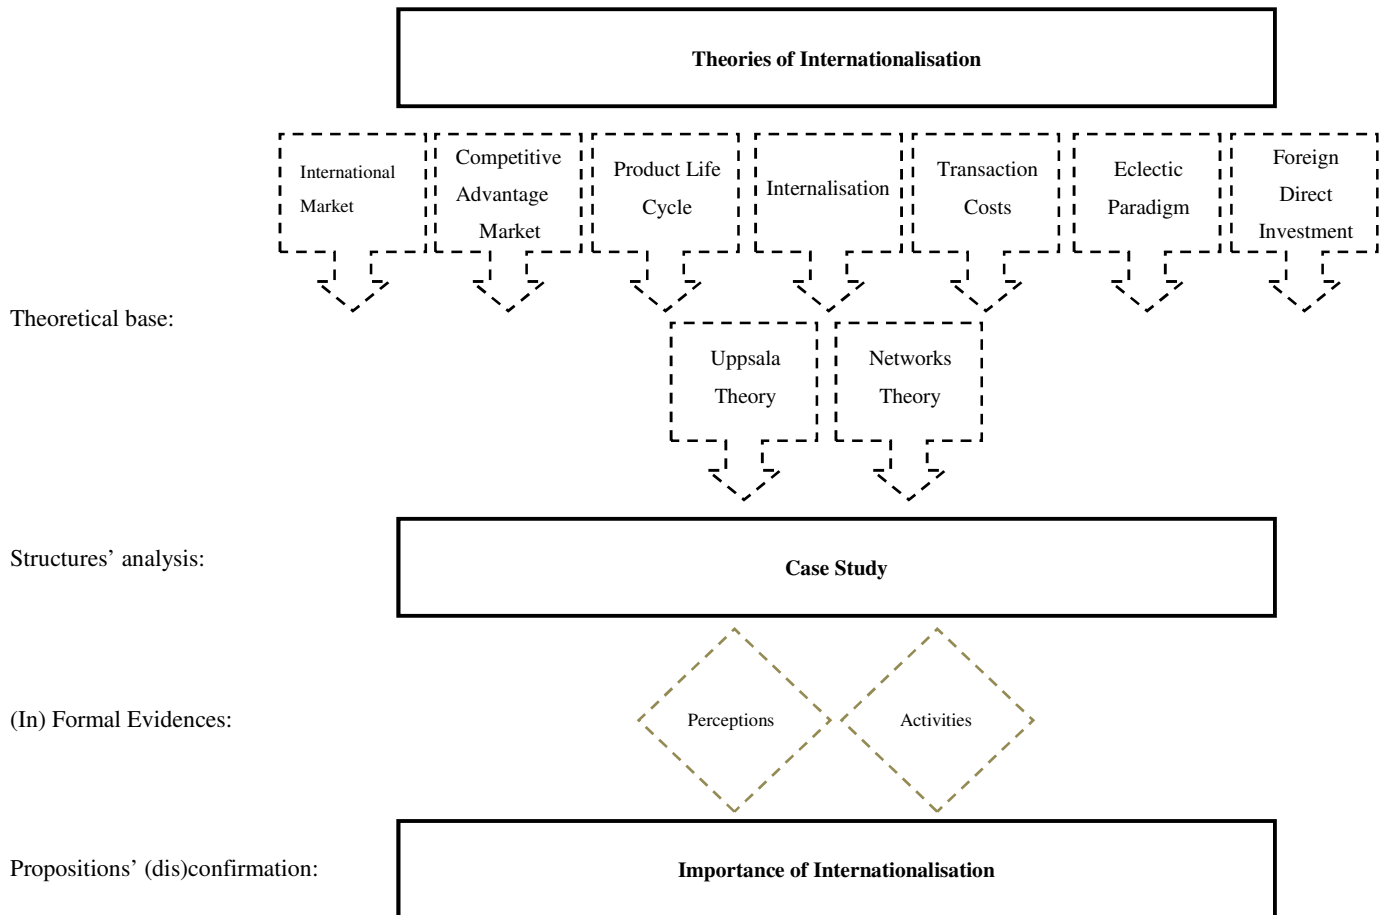 Theories of Internationalisation
International
Market
Competitive
Advantage
Market
Product Life
Cycle
Internalisation
Transaction
Costs
Eclectic
Paradigm
Foreign
Direct
Investment
Theoretical base:
Uppsala
Theory
Networks
Theory
Structures’ analysis:
Case Study
(In) Formal Evidences:
Perceptions
Activities
Propositions’ (dis)confirmation:
Importance of Internationalisation